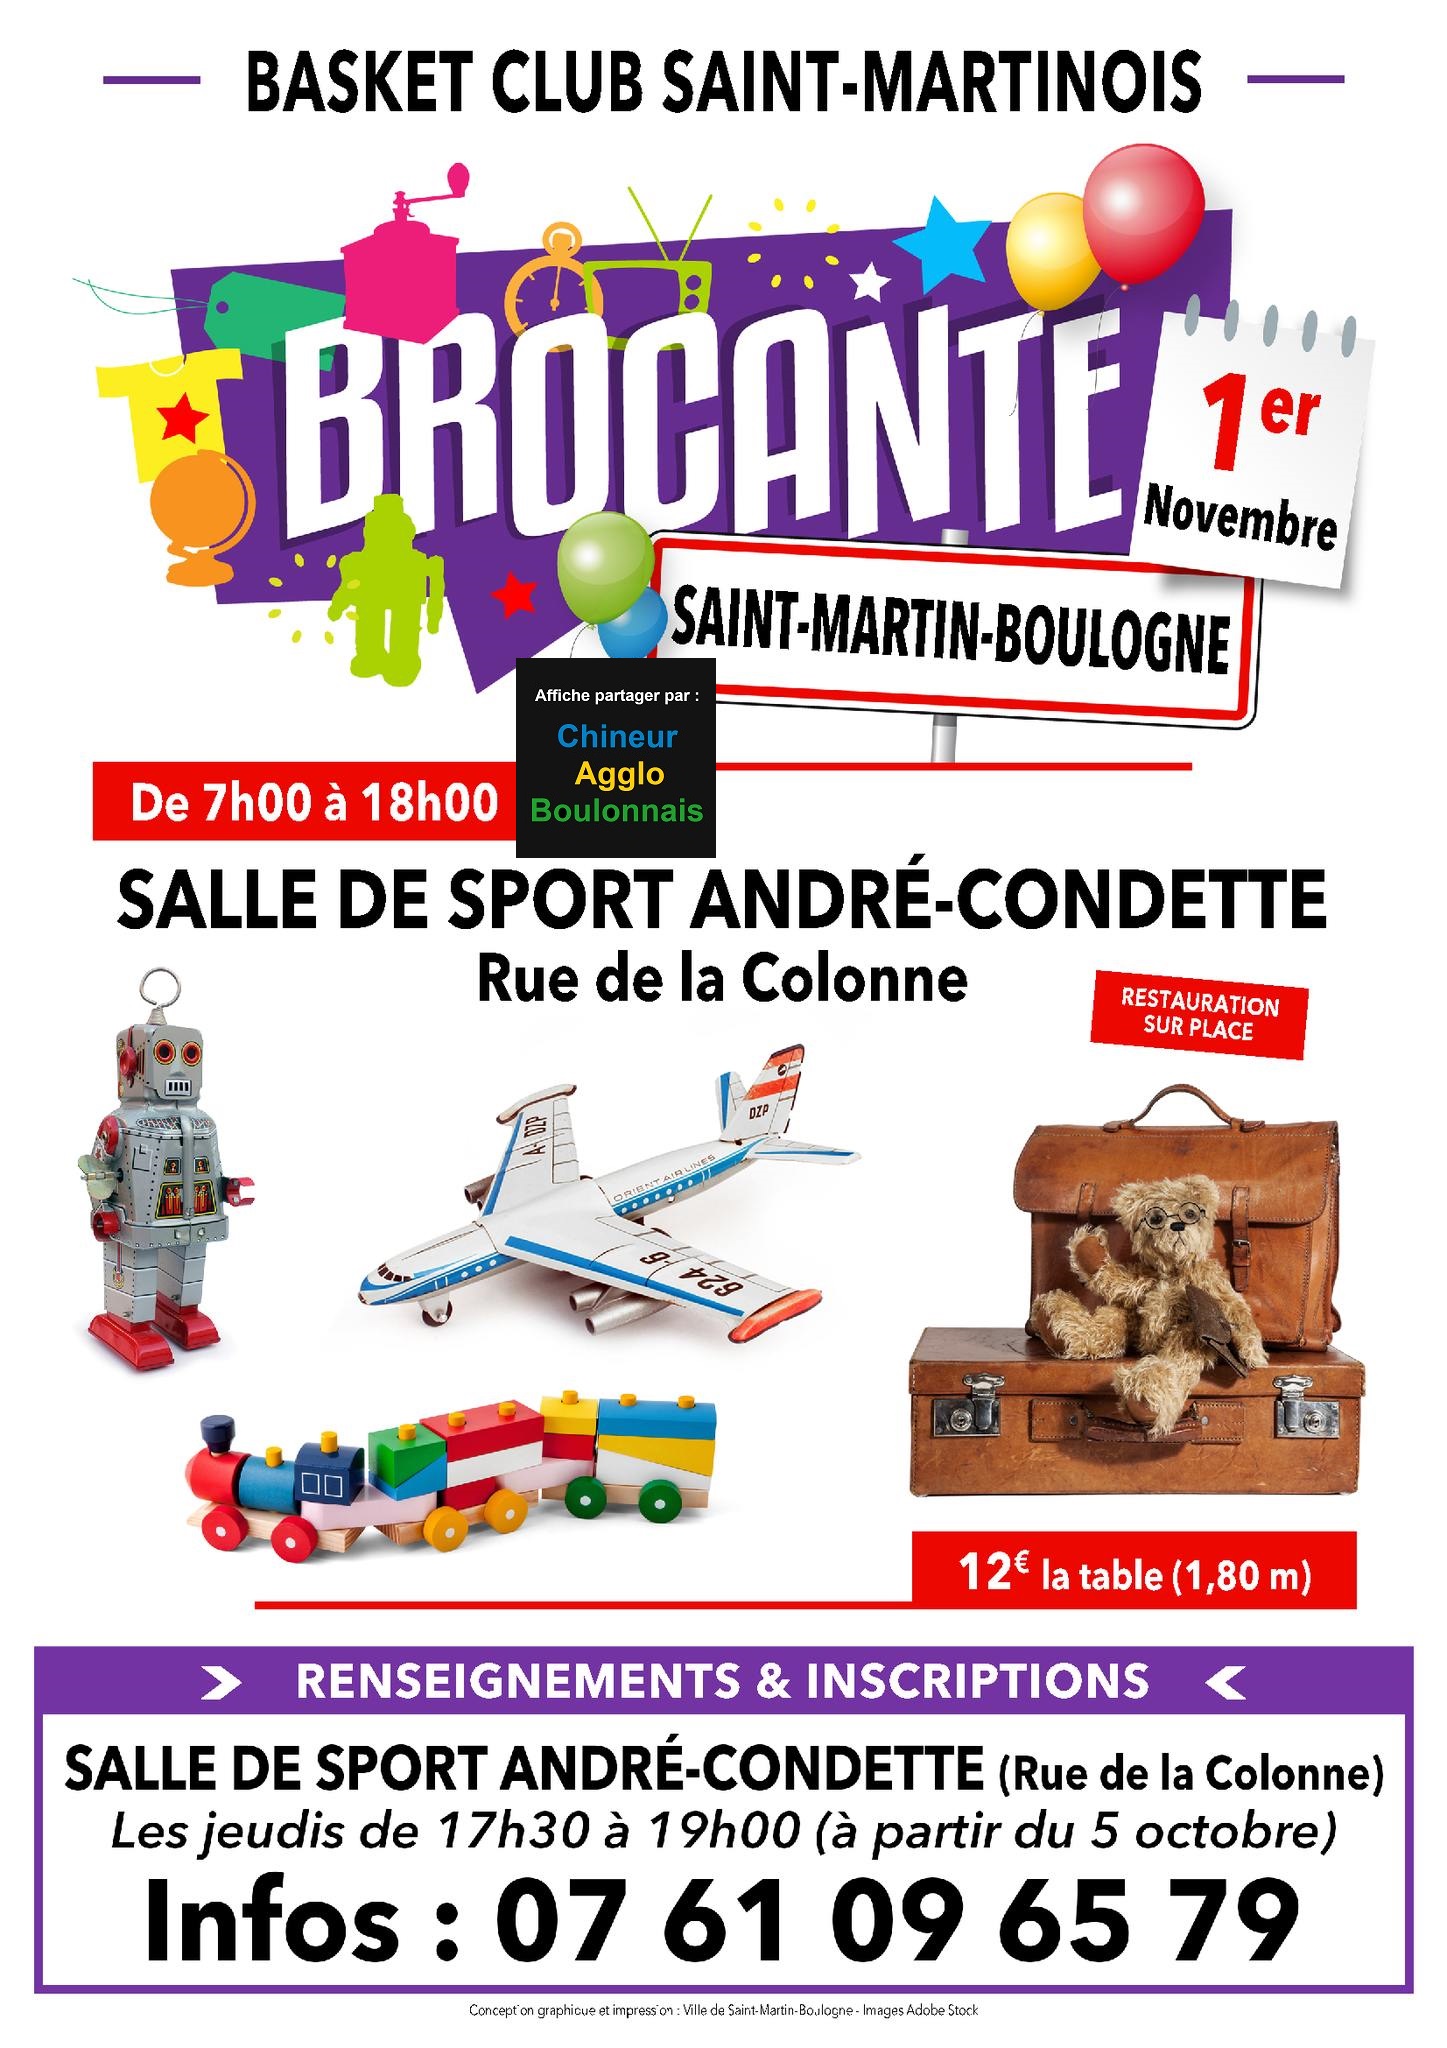 BASKET CLUB SAINT-MARTINOIS
BROCANTE
1er
Novembre
SAINT-MARTIN-BOULOGNE
Affiche partager par :
Chineur
Agglo
Boulonnais
De 7h00 à 18h00
SALLE DE SPORT ANDRÉ-CONDETTE
Rue de la Colonne
RESTAURATION
SUR PLACE
DZP
A-DZP
ORIENT AIR LINES
624-6
12€ la table (1,80 m)
RENSEIGNEMENTS & INSCRIPTIONS
SALLE DE SPORT ANDRÉ-CONDETTE (Rue de la Colonne)
Les jeudis de 17h30 à 19h00 (à partir du 5 octobre)
Infos : 07 61 09 65 79
Conception graphique et impression : Ville de Saint-Martin-Boulogne - Images Adobe Stock